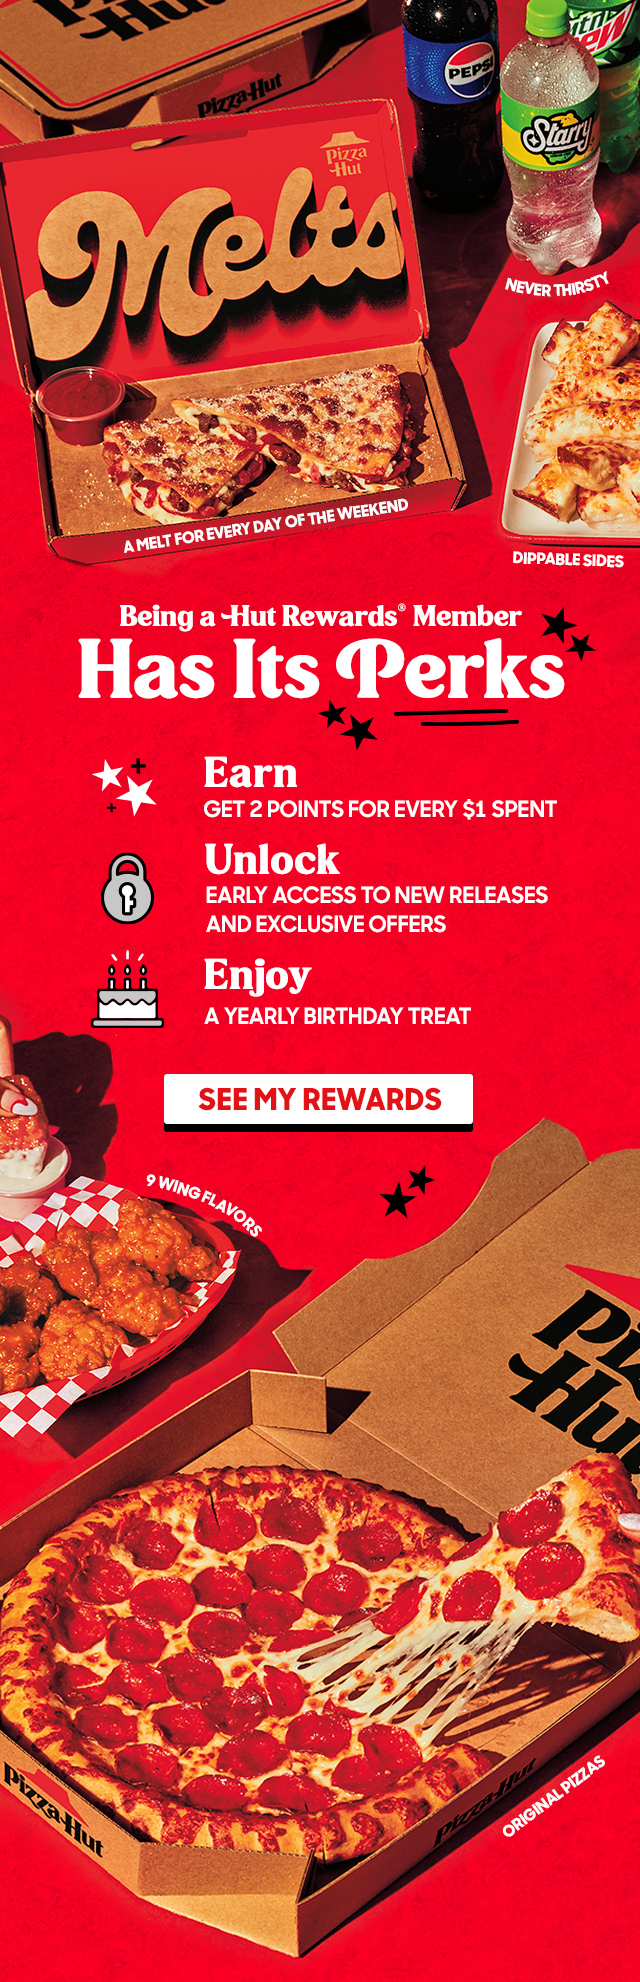 Pizza Hut
Pizza
Hut
Melts
PEPSI
Starry
NEVER THIRSTY
A MELT FOR EVERY DAY OF THE WEEKEND
DIPPABLE SIDES
Being a Hut Rewards® Member
Has Its Perks
Earn
GET 2 POINTS FOR EVERY $1 SPENT
Unlock
EARLY ACCESS TO NEW RELEASES
AND EXCLUSIVE OFFERS
Enjoy
A YEARLY BIRTHDAY TREAT
SEE MY REWARDS
9 WING FLAVORS
Pizza Hut
Pizza Hut
ORIGINAL PIZZAS